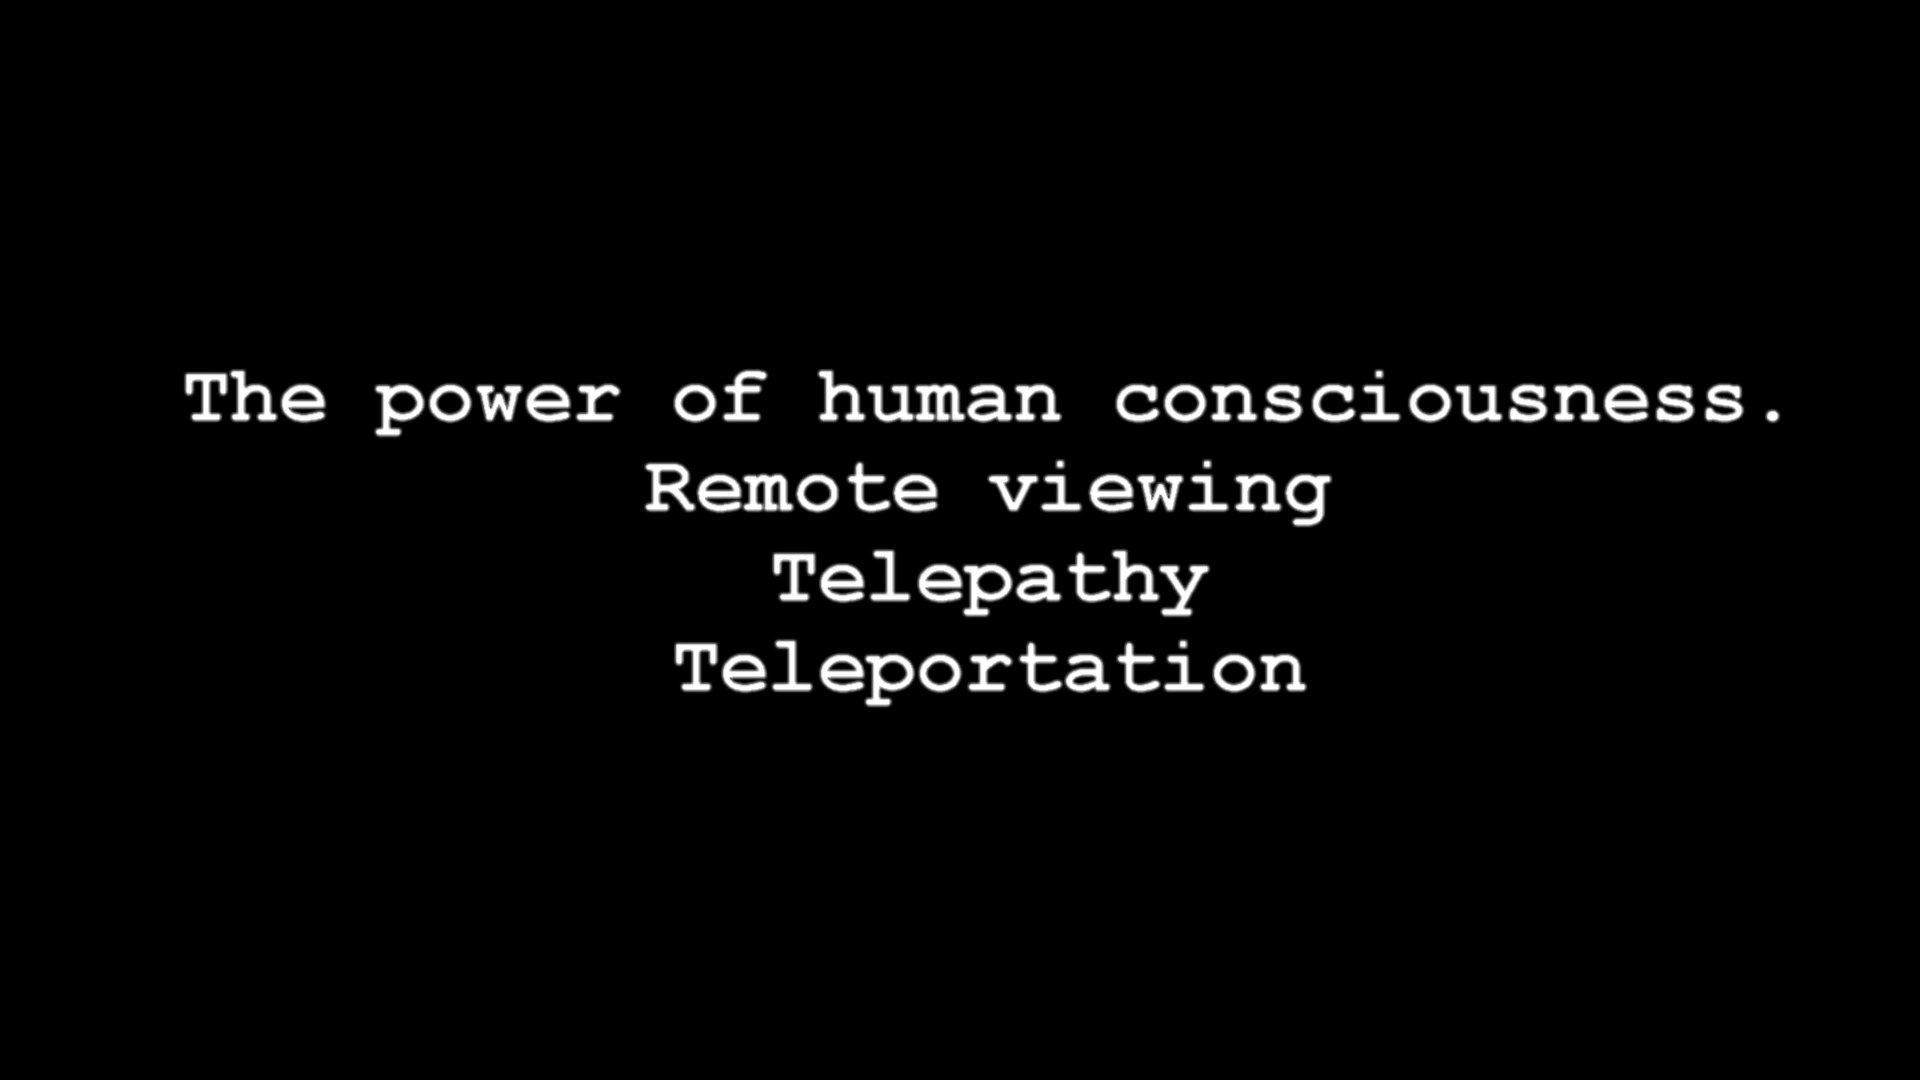 The power of human consciousness.
Remote viewing
Telepathy
Teleportation